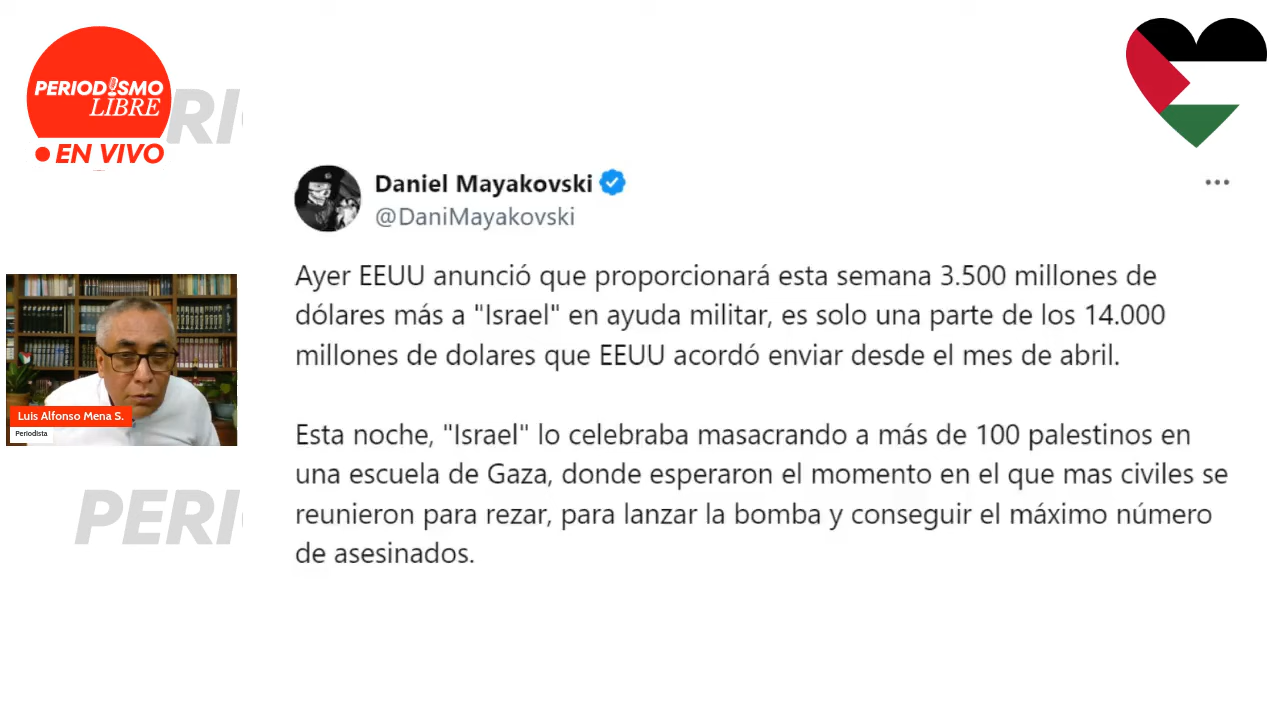 PERIODISMO
LIBRE
EN VIVO
Daniel Mayakovski
@DaniMayakovski
Ayer EEUU anunció que proporcionará esta semana 3.500 millones de
dólares más a "Israel" en ayuda militar, es solo una parte de los 14.000
millones de dolares que EEUU acordó enviar desde el mes de abril.
Esta noche, "Israel" lo celebraba masacrando a más de 100 palestinos en
una escuela de Gaza, donde esperaron el momento en el que mas civiles se
reunieron para rezar, para lanzar la bomba y conseguir el máximo número
de asesinados.
Luis Alfonso Mena S.
Periodista
PERI